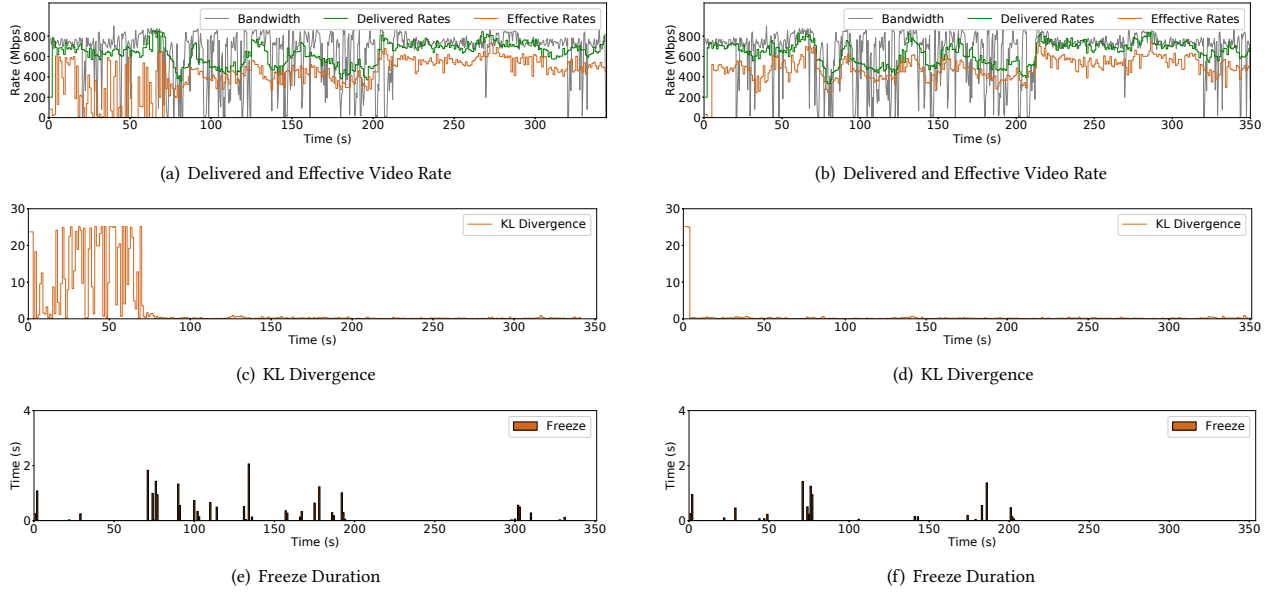 Bandwidth Delivered Rates Effective Rates
Rate (Mbps)
800
600
400
200
0
0 50 100 150 200 250 300
Time (s)
(a) Delivered and Effective Video Rate
Bandwidth Delivered Rates Effective Rates
Rate (Mbps)
800
600
400
200
0
0 50 100 150 200 250 300 350
Time (s)
(b) Delivered and Effective Video Rate
KL Divergence
30
20
10
0
0 50 100 150 200 250 300 350
Time (s)
(c) KL Divergence
KL Divergence
30
20
10
0
0 50 100 150 200 250 300 350
Time (s)
(d) KL Divergence
Freeze
Time (s)
4
2
0
0 50 100 150 200 250 300 350
Time (s)
(e) Freeze Duration
Freeze
Time (s)
4
2
0
0 50 100 150 200 250 300 350
Time (s)
(f) Freeze Duration